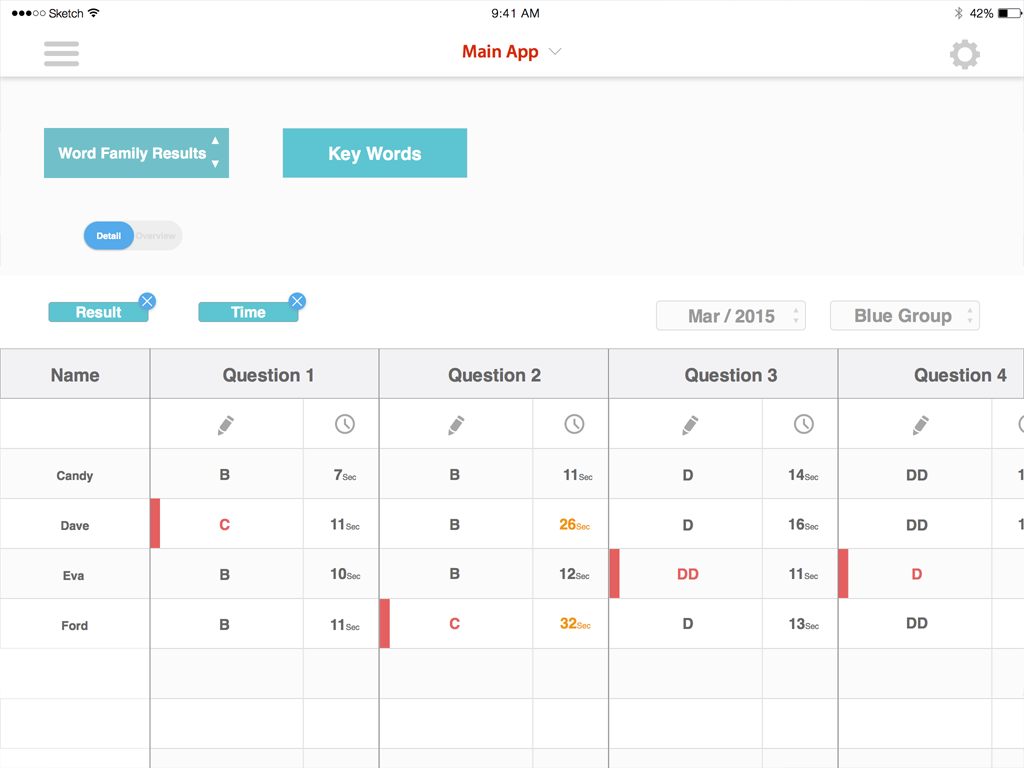 Sketch 9:41 AM 42%
Main App
Word Family Results Key Words
Detail Overview
Result Time Mar / 2015 Blue Group
Name Question 1 Question 2 Question 3 Question 4
Candy B 7Sec B 11Sec D 14Sec DD
Dave C 11Sec B 26Sec D 16Sec DD
Eva B 10Sec B 12Sec DD 11Sec D
Ford B 11Sec C 32Sec D 13Sec DD